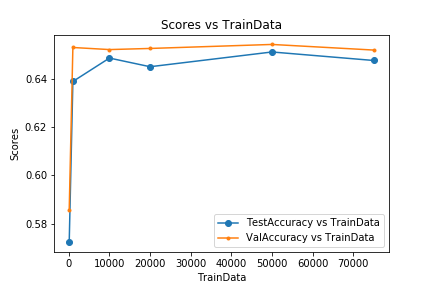 Scores vs TrainData
0.64
0.62
0.60
0.58
Scores
TestAccuracy vs TrainData
ValAccuracy vs TrainData
0 10000 20000 30000 40000 50000 60000 70000
TrainData